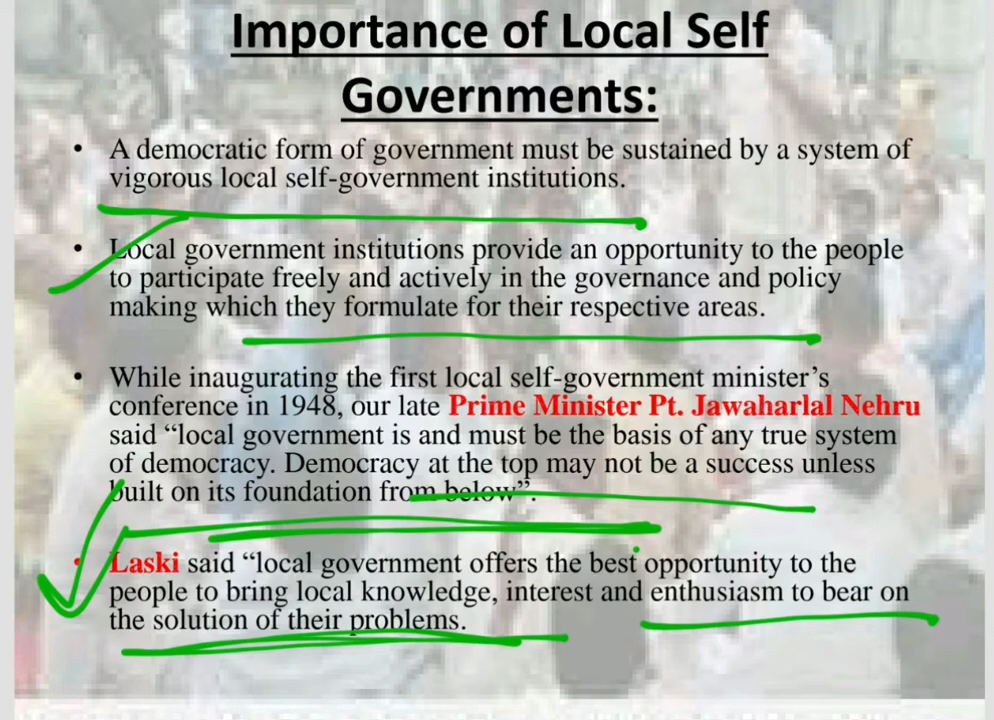 Importance of Local Self
Governments:
• A democratic form of government must be sustained by a system of
vigorous local self-government institutions.
• Local government institutions provide an opportunity to the people
to participate freely and actively in the governance and policy
making which they formulate for their respective areas.
• While inaugurating the first local self-government minister’s
conference in 1948, our late Prime Minister Pt. Jawaharlal Nehru
said “local government is and must be the basis of any true system
of democracy. Democracy at the top may not be a success unless
built on its foundation from below”.
• Laski said “local government offers the best opportunity to the
people to bring local knowledge, interest and enthusiasm to bear on
the solution of their problems.